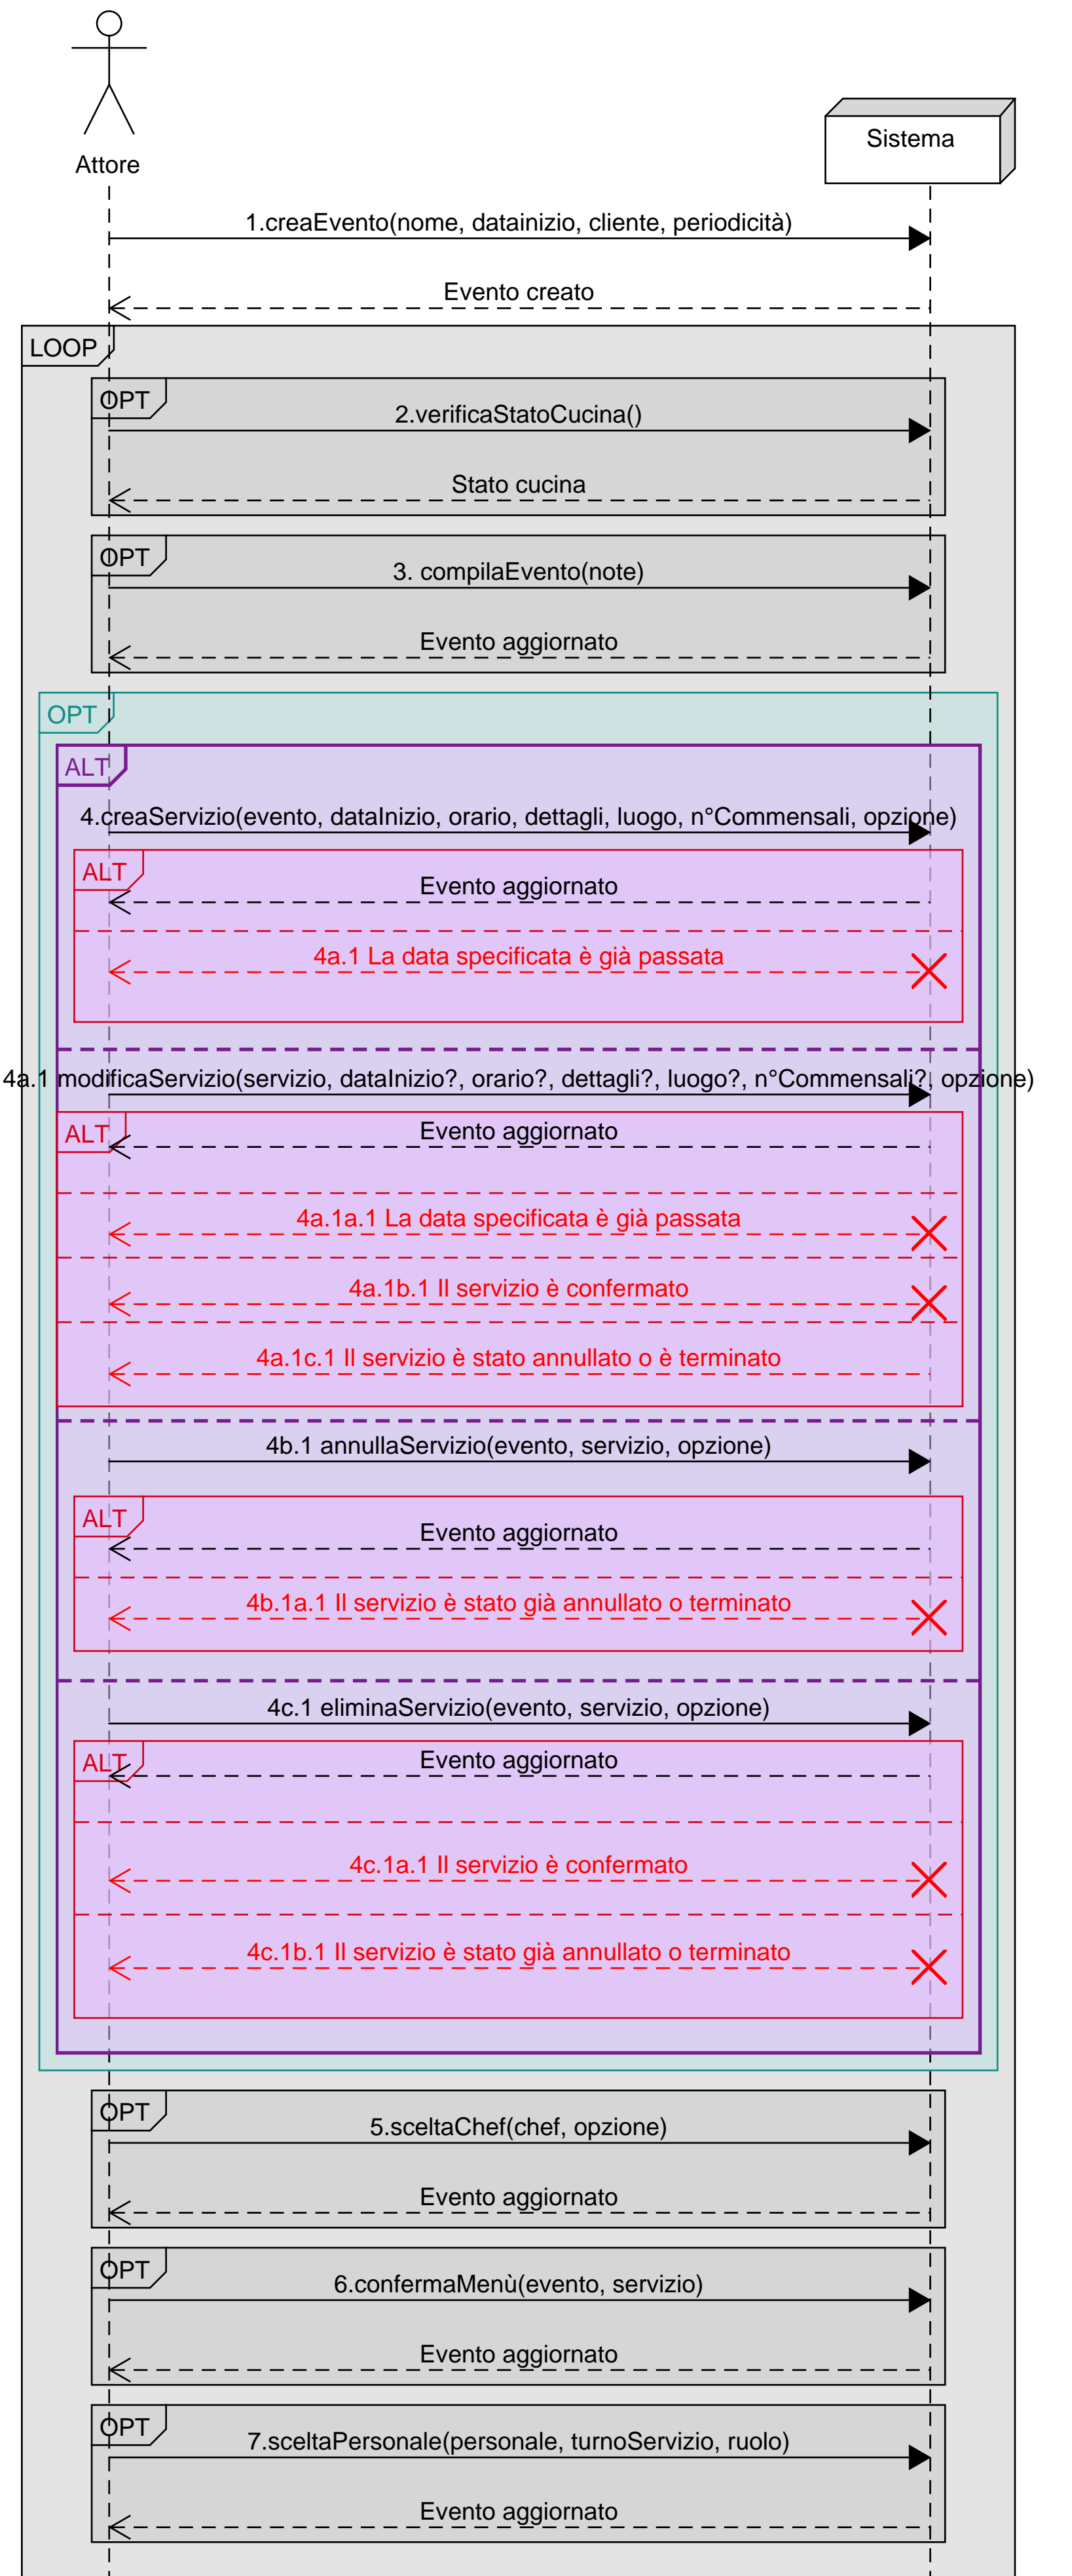 Attore
Sistema
1.creaEvento(nome, datainizio, cliente, periodicità)
Evento creato
LOOP
OPT
2.verificaStatoCucina()
Stato cucina
OPT
3. compilaEvento(note)
Evento aggiornato
OPT
ALT
4.creaServizio(evento, dataInizio, orario, dettagli, luogo, n°Commensali, opzione)
ALT
Evento aggiornato
4a.1 La data specificata è già passata
4a.1 modificaServizio(servizio, dataInizio?, orario?, dettagli?, luogo?, n°Commensali?, opzione)
ALT
Evento aggiornato
4a.1a.1 La data specificata è già passata
4a.1b.1 Il servizio è confermato
4a.1c.1 Il servizio è stato annullato o è terminato
4b.1 annullaServizio(evento, servizio, opzione)
ALT
Evento aggiornato
4b.1a.1 Il servizio è stato già annullato o terminato
4c.1 eliminaServizio(evento, servizio, opzione)
ALT
Evento aggiornato
4c.1a.1 Il servizio è confermato
4c.1b.1 Il servizio è stato già annullato o terminato
OPT
5.sceltaChef(chef, opzione)
Evento aggiornato
OPT
6.confermaMenù(evento, servizio)
Evento aggiornato
OPT
7.sceltaPersonale(personale, turnoServizio, ruolo)
Evento aggiornato